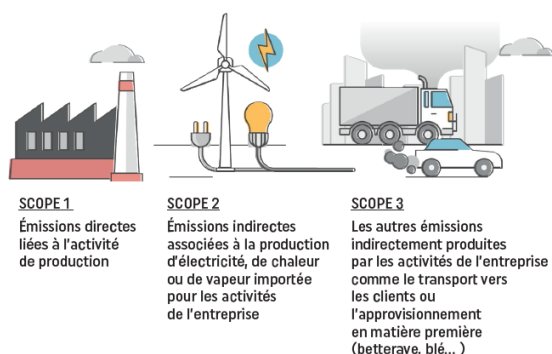 SCOPE 1
Émissions directes
liées à l'activité
de production
SCOPE 2
Émissions indirectes
associées à la production
d'électricité, de chaleur
ou de vapeur importée
pour les activités
de l'entreprise
SCOPE 3
Les autres émissions
indirectement produites
par les activités de l'entreprise
comme le transport vers
les clients ou
l'approvisionnement
en matière première
(betterave, blé... )